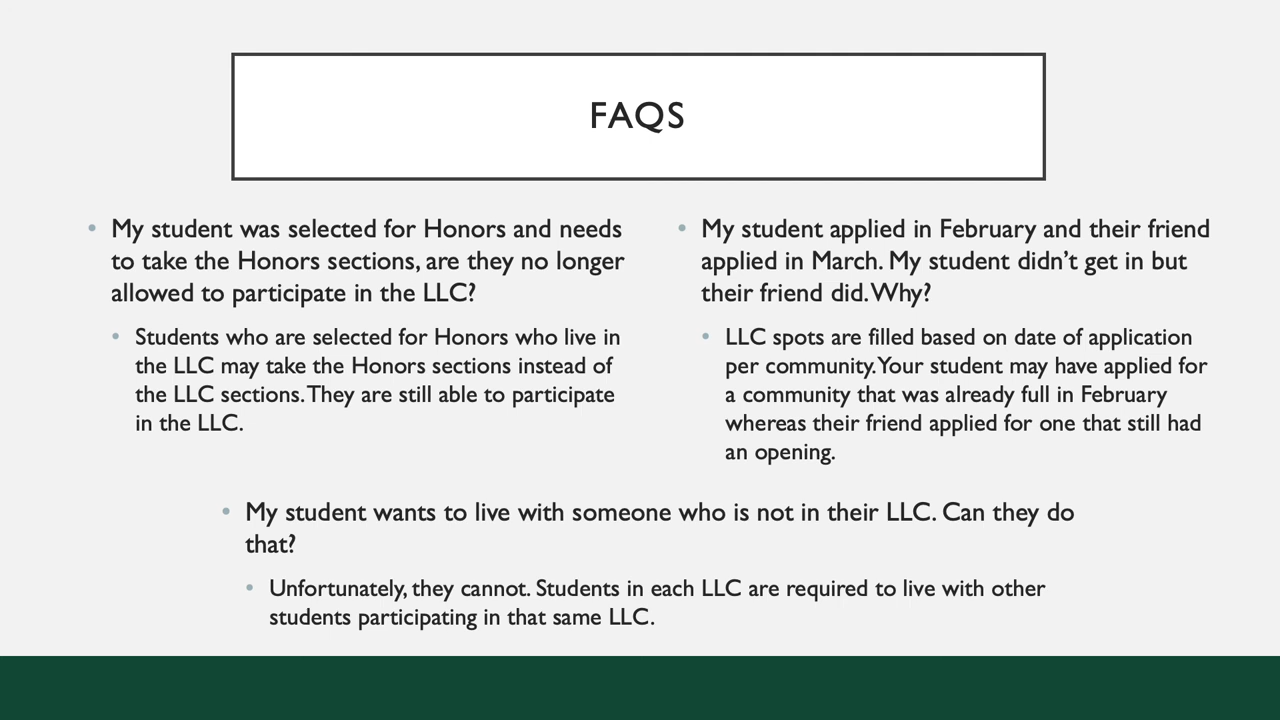 FAQS
• My student was selected for Honors and needs
to take the Honors sections, are they no longer
allowed to participate in the LLC?
• Students who are selected for Honors who live in
the LLC may take the Honors sections instead of
the LLC sections. They are still able to participate
in the LLC.
• My student applied in February and their friend
applied in March. My student didn’t get in but
their friend did. Why?
• LLC spots are filled based on date of application
per community. Your student may have applied for
a community that was already full in February
whereas their friend applied for one that still had
an opening.
• My student wants to live with someone who is not in their LLC. Can they do
that?
• Unfortunately, they cannot. Students in each LLC are required to live with other
students participating in that same LLC.